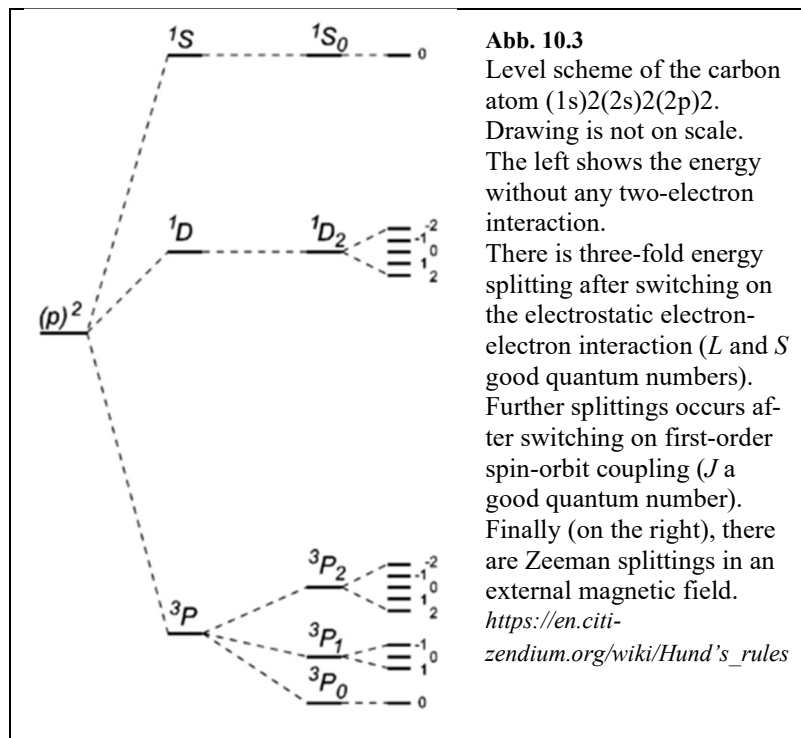 ¹S
¹S₀
0
¹D
¹D₂
-2
-1
0
1
2
(p)²
³P
³P₂
-2
-1
0
1
2
³P₁
-1
0
1
³P₀
0
Abb. 10.3
Level scheme of the carbon
atom (1s)2(2s)2(2p)2.
Drawing is not on scale.
The left shows the energy
without any two-electron
interaction.
There is three-fold energy
splitting after switching on
the electrostatic electron-
electron interaction (L and S
good quantum numbers).
Further splittings occurs af-
ter switching on first-order
spin-orbit coupling (J a
good quantum number).
Finally (on the right), there
are Zeeman splittings in an
external magnetic field.
https://en.citi-
zendium.org/wiki/Hund's_rules